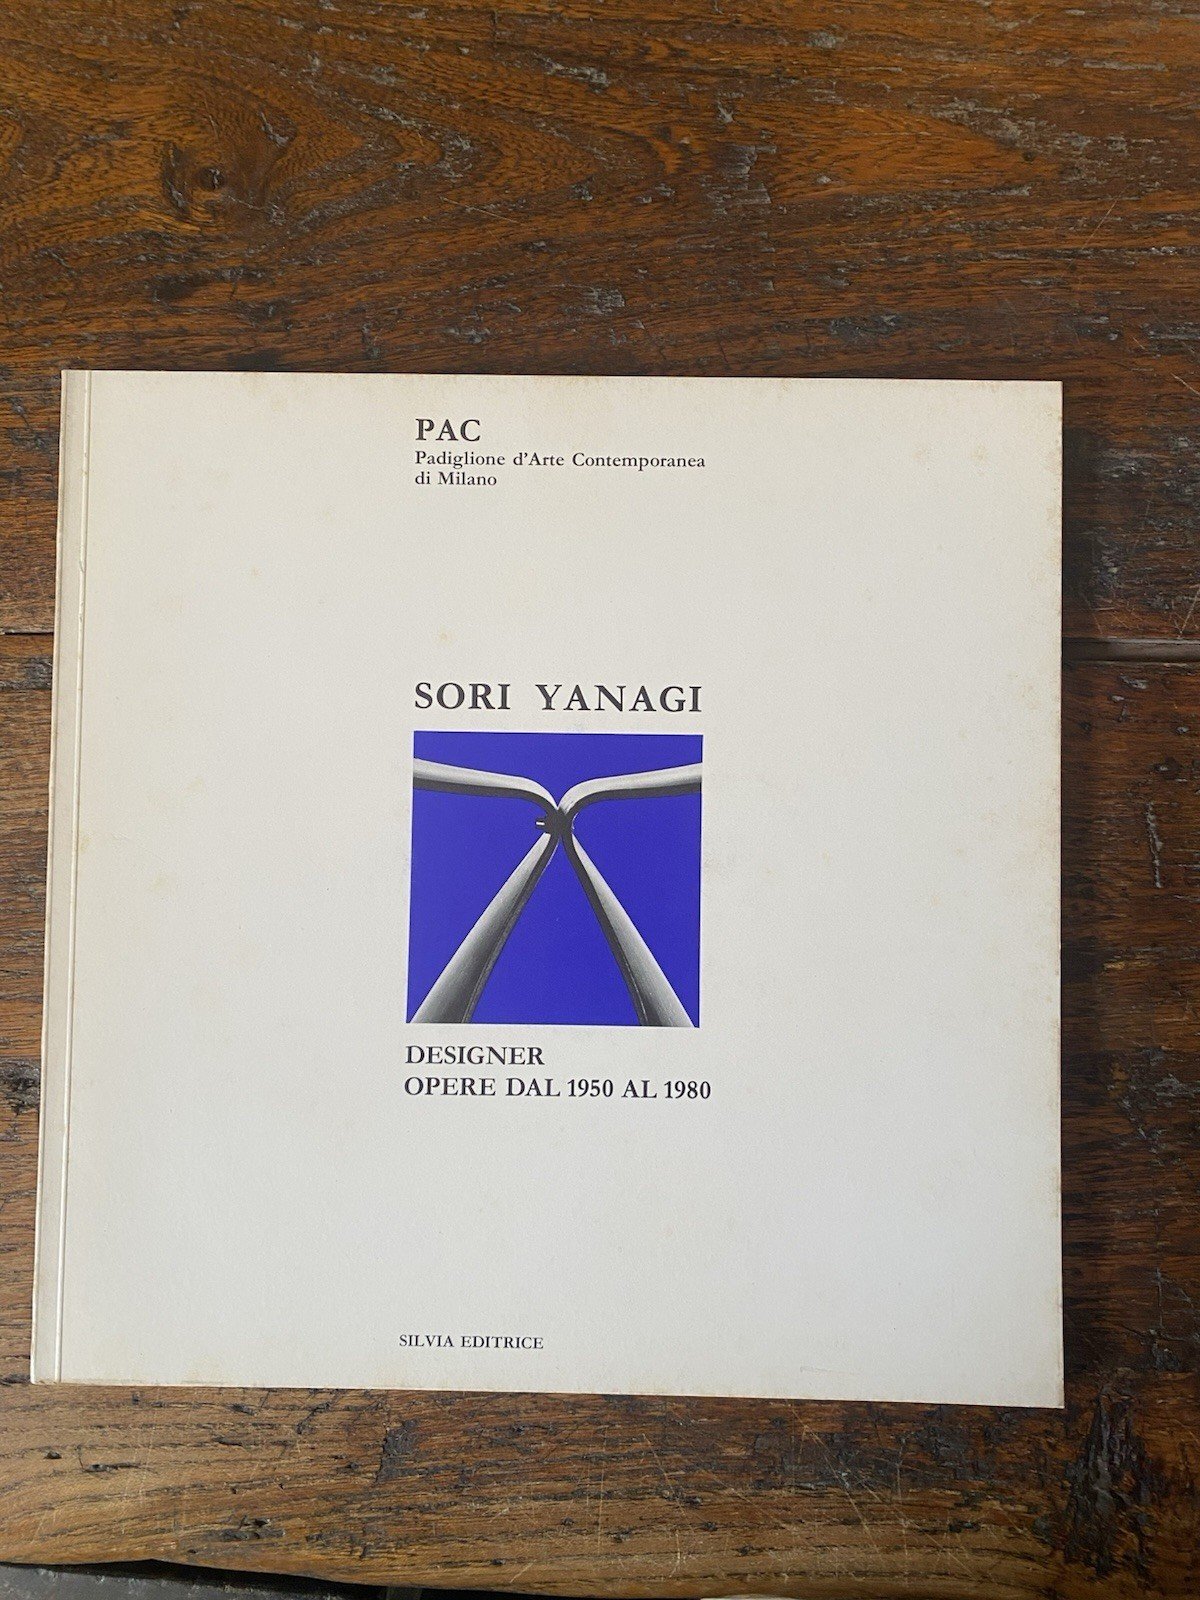 PAC
Padiglione d'Arte Contemporanea
di Milano
SORI YANAGI
DESIGNER
OPERE DAL 1950 AL 1980
SILVIA EDITRICE